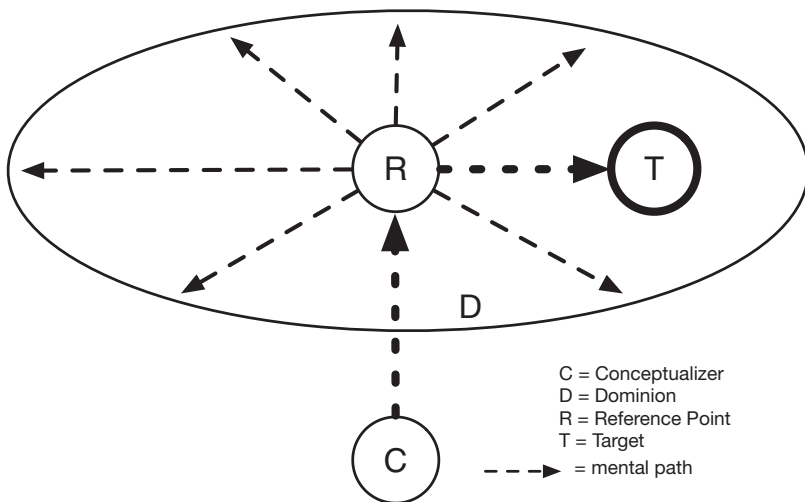 R
T
D
C
C = Conceptualizer
D = Dominion
R = Reference Point
T = Target
= mental path